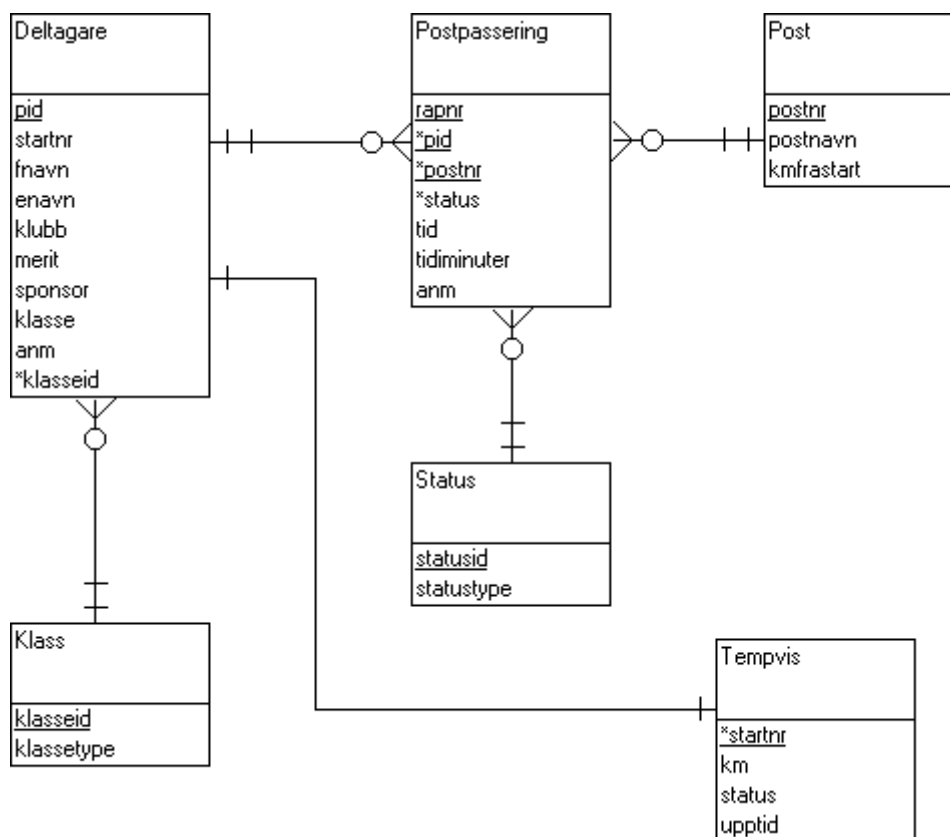 Deltagare
pid
startnr
fnavn
enavn
klubb
merit
sponsor
klasse
anm
*klasseid
Postpassering
rapnr
*pid
*postnr
*status
tid
tidiminuter
anm
Post
postnr
postnavn
kmfrastart
Status
statusid
statustype
Klass
klasseid
klassetype
Tempvis
*startnr
km
status
upptid